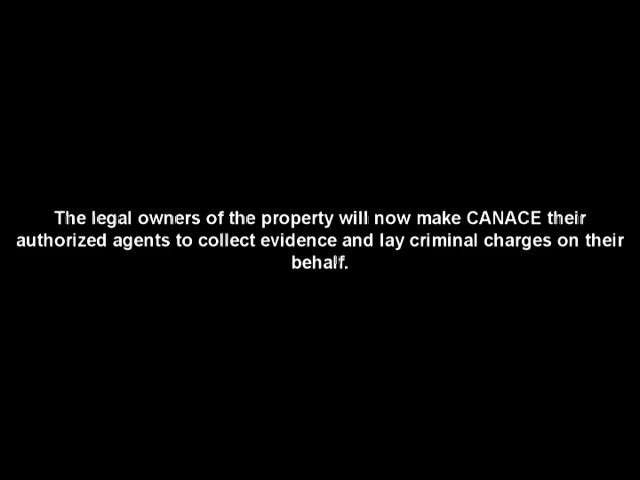 The legal owners of the property will now make CANACE their
authorized agents to collect evidence and lay criminal charges on their
behalf.